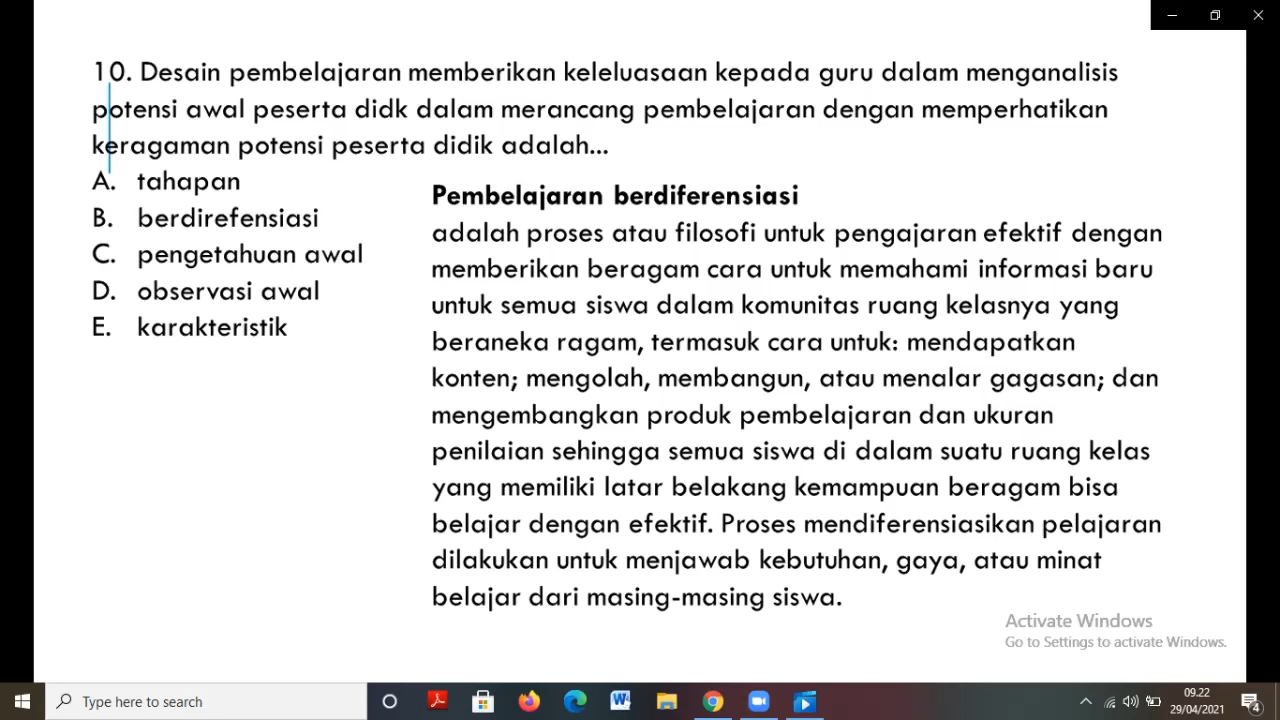 10. Desain pembelajaran memberikan keleluasaan kepada guru dalam menganalisis
potensi awal peserta didk dalam merancang pembelajaran dengan memperhatikan
keragaman potensi peserta didik adalah...
A. tahapan
B. berdirefensiasi
C. pengetahuan awal
D. observasi awal
E. karakteristik
Pembelajaran berdiferensiasi
adalah proses atau filosofi untuk pengajaran efektif dengan
memberikan beragam cara untuk memahami informasi baru
untuk semua siswa dalam komunitas ruang kelasnya yang
beraneka ragam, termasuk cara untuk: mendapatkan
konten; mengolah, membangun, atau menalar gagasan; dan
mengembangkan produk pembelajaran dan ukuran
penilaian sehingga semua siswa di dalam suatu ruang kelas
yang memiliki latar belakang kemampuan beragam bisa
belajar dengan efektif. Proses mendiferensiasikan pelajaran
dilakukan untuk menjawab kebutuhan, gaya, atau minat
belajar dari masing-masing siswa.
Activate Windows
Go to Settings to activate Windows.
Type here to search
09.22
29/04/2021
4